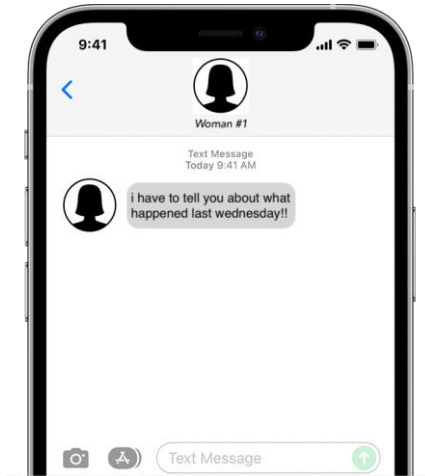 9:41
Woman #1
Text Message
Today 9:41 AM
i have to tell you about what
happened last wednesday!!
Text Message